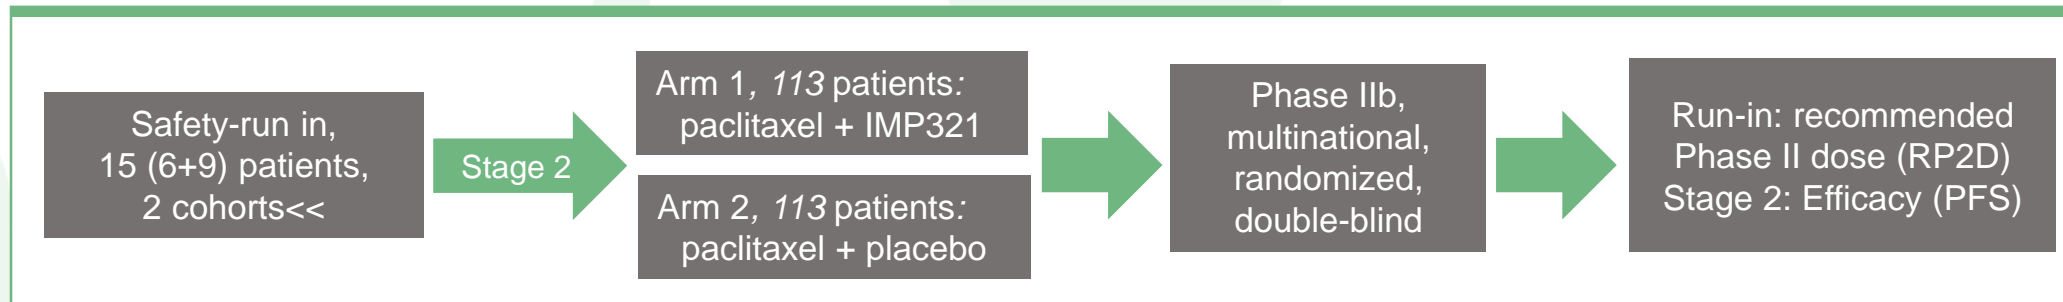 Safety-run in,
15 (6+9) patients,
2 cohorts<<
Stage 2
Arm 1, 113 patients:
paclitaxel + IMP321
Arm 2, 113 patients:
paclitaxel + placebo
Phase IIb,
multinational,
randomized,
double-blind
Run-in: recommended
Phase II dose (RP2D)
Stage 2: Efficacy (PFS)